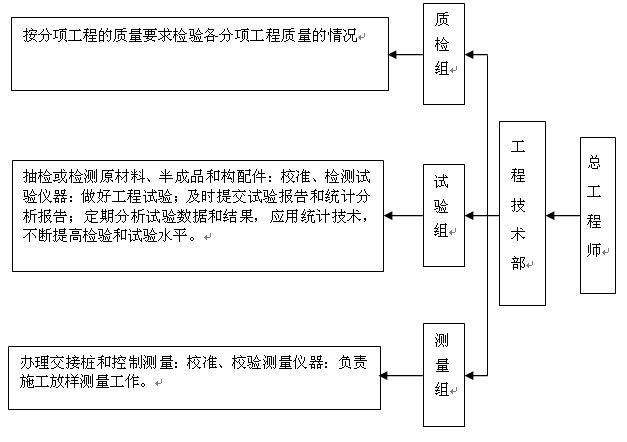 按分项工程的质量要求检验各分项工程质量的情况
质检组
抽检或检测原材料、半成品和构配件：校准、检测试
验仪器：做好工程试验；及时提交试验报告和统计分
析报告；定期分析试验数据和结果，应用统计技术，
不断提高检验和试验水平。
试验组
工程技术部
总工程师
办理交接桩和控制测量：校准、校验测量仪器：负责
施工放样测量工作。
测量组